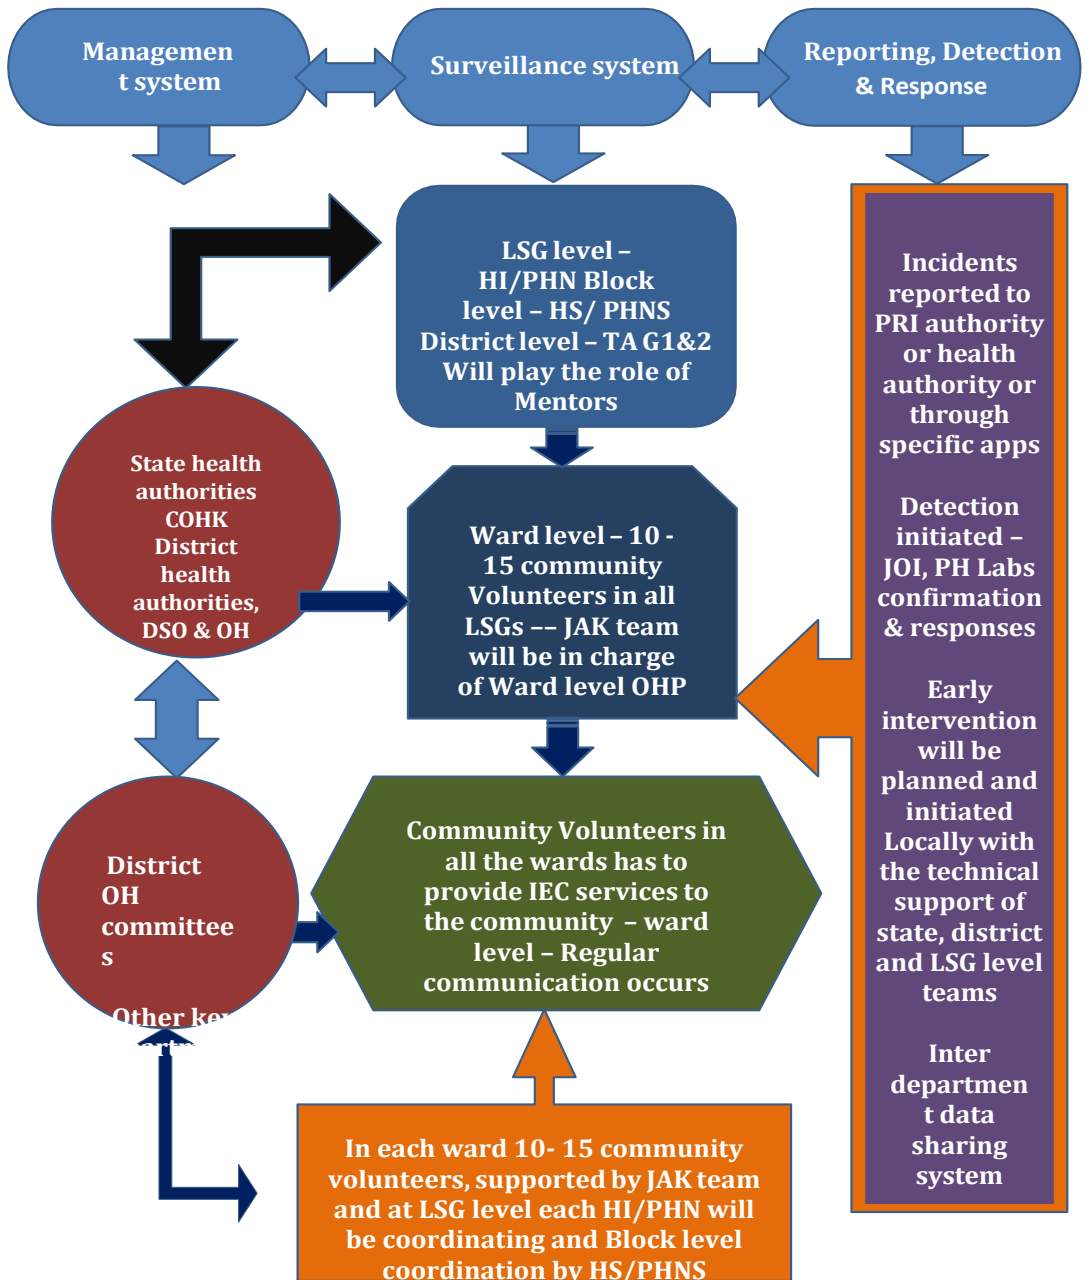 Managemen
t system
Surveillance system
Reporting, Detection
& Response
LSG level –
HI/PHN Block
level – HS/ PHNS
District level – TA G1&2
Will play the role of
Mentors
State health
authorities
COHK
District
health
authorities,
DSO & OH
Ward level – 10 -
15 community
Volunteers in all
LSGs –– JAK team
will be in charge
of Ward level OHP
District
OH
committee
s
Other
Community Volunteers in
all the wards has to
provide IEC services to
the community – ward
level – Regular
communication occurs
In each ward 10- 15 community
volunteers, supported by JAK team
and at LSG level each HI/PHN will
be coordinating and Block level
coordination by HS/PHNS
Incidents
reported to
PRI authority
or health
authority or
through
specific apps
Detection
initiated –
JOI, PH Labs
confirmation
& responses
Early
intervention
will be
planned and
initiated
Locally with
the technical
support of
state, district
and LSG level
teams
Inter
departmen
t data
sharing
system